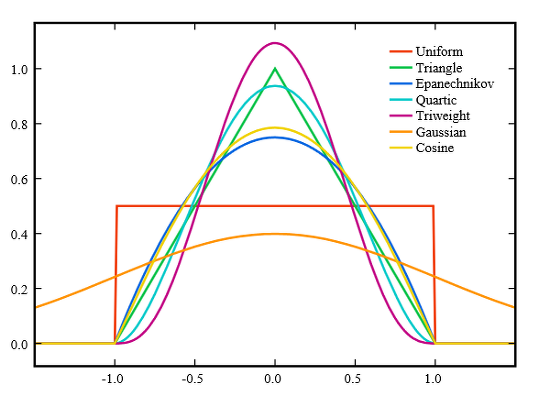 Uniform
Triangle
Epanechnikov
Quartic
Triweight
Gaussian
Cosine
1.0
0.8
0.6
0.4
0.2
0.0
-1.0 -0.5 0.0 0.5 1.0